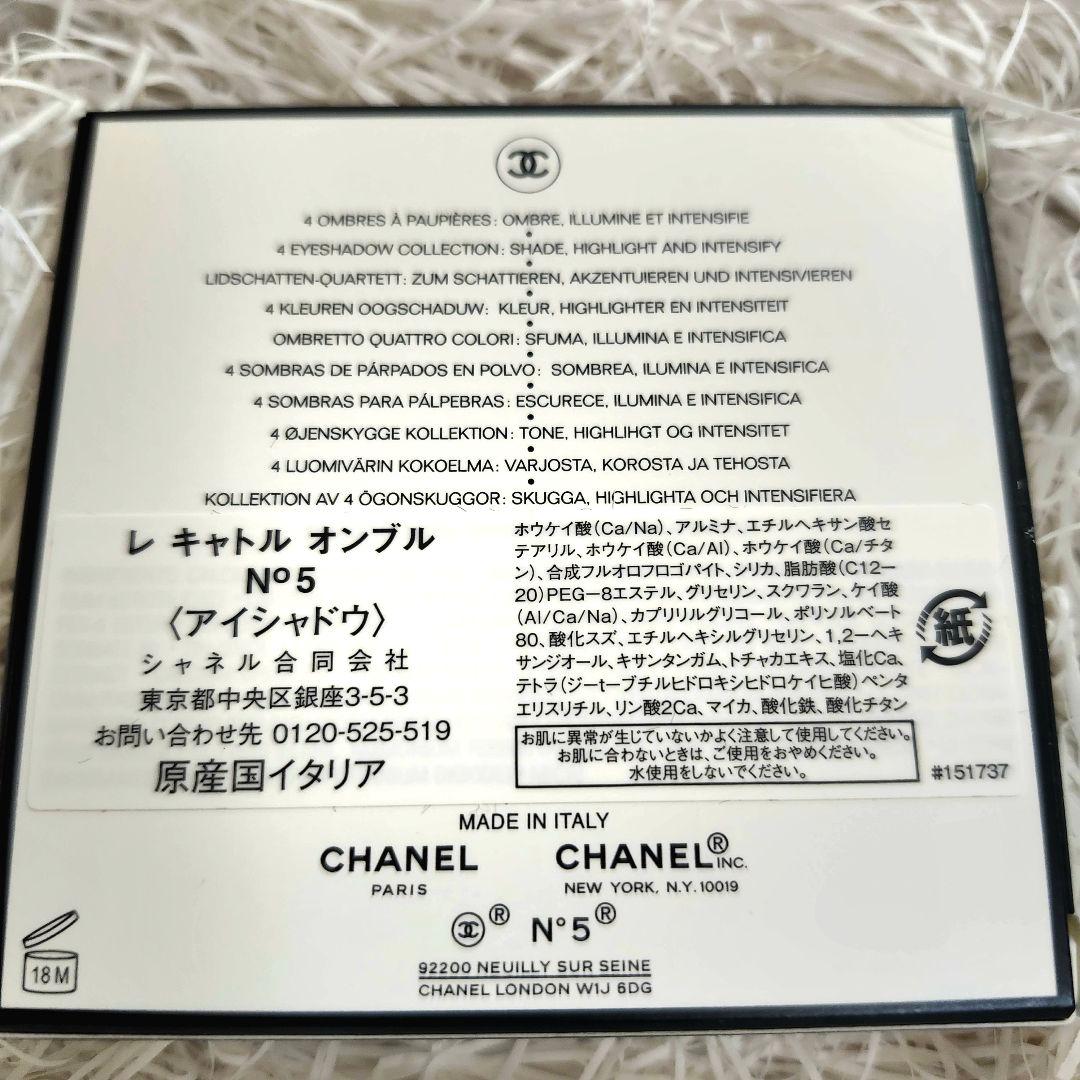 4 OMBRES À PAUPIÈRES: OMBRE, ILLUMINE ET INTENSIFIE
4 EYESHADOW COLLECTION: SHADE, HIGHLIGHT AND INTENSIFY
LIDSCHATTEN-QUARTETT: ZUM SCHATTIEREN, AKZENTUIEREN UND INTENSIVIEREN
4 KLEUREN OOGSCHADUW: KLEUR, HIGHLIGHTER EN INTENSITEIT
OMBRETTO QUATTRO COLORI: SFUMA, ILLUMINA E INTENSIFICA
4 SOMBRAS DE PÁRPADOS EN POLVO: SOMBREA, ILUMINA E INTENSIFICA
4 SOMBRAS PARA PÁLPEBRAS: ESCURECE, ILUMINA E INTENSIFICA
4 ØJENSKYGGE KOLLEKTION: TONE, HIGHLIHGT OG INTENSITET
4 LUOMIVÄRIN KOKOELMA: VARJOSTA, KOROSTA JA TEHOSTA
KOLLEKTION AV 4 ÖGONSKUGGOR: SKUGGA, HIGHLIGHTA OCH INTENSIFIERA
レ キャトル オンブル
Nº5
〈アイシャドウ〉
シャネル合同会社
東京都中央区銀座3-5-3
お問い合わせ先 0120-525-519
原産国イタリア
ホウケイ酸(Ca/Na)、アルミナ、エチルヘキサン酸セ
テアリル、ホウケイ酸(Ca/Al)、ホウケイ酸(Ca/チタ
ン)、合成フルオロフロゴパイト、シリカ、脂肪酸(C12ー
20)PEG－8エステル、グリセリン、スクワラン、ケイ酸
(Al/Ca/Na)、カプリリルグリコール、ポリソルベート
80、酸化スズ、エチルヘキシルグリセリン、1,2ーヘキ
サンジオール、キサンタンガム、トチャカエキス、塩化Ca、
テトラ(ジーtーブチルヒドロキシヒドロケイヒ酸)ペンタ
エリスリチル、リン酸2Ca、マイカ、酸化鉄、酸化チタン
紙
お肌に異常が生じていないかよく注意して使用してください。
お肌に合わないときは、ご使用をおやめください。
水使用をしないでください。
#151737
MADE IN ITALY
CHANEL
PARIS
CHANEL® INC.
NEW YORK, N.Y. 10019
® N°5®
92200 NEUILLY SUR SEINE
CHANEL LONDON W1J 6DG
18 M